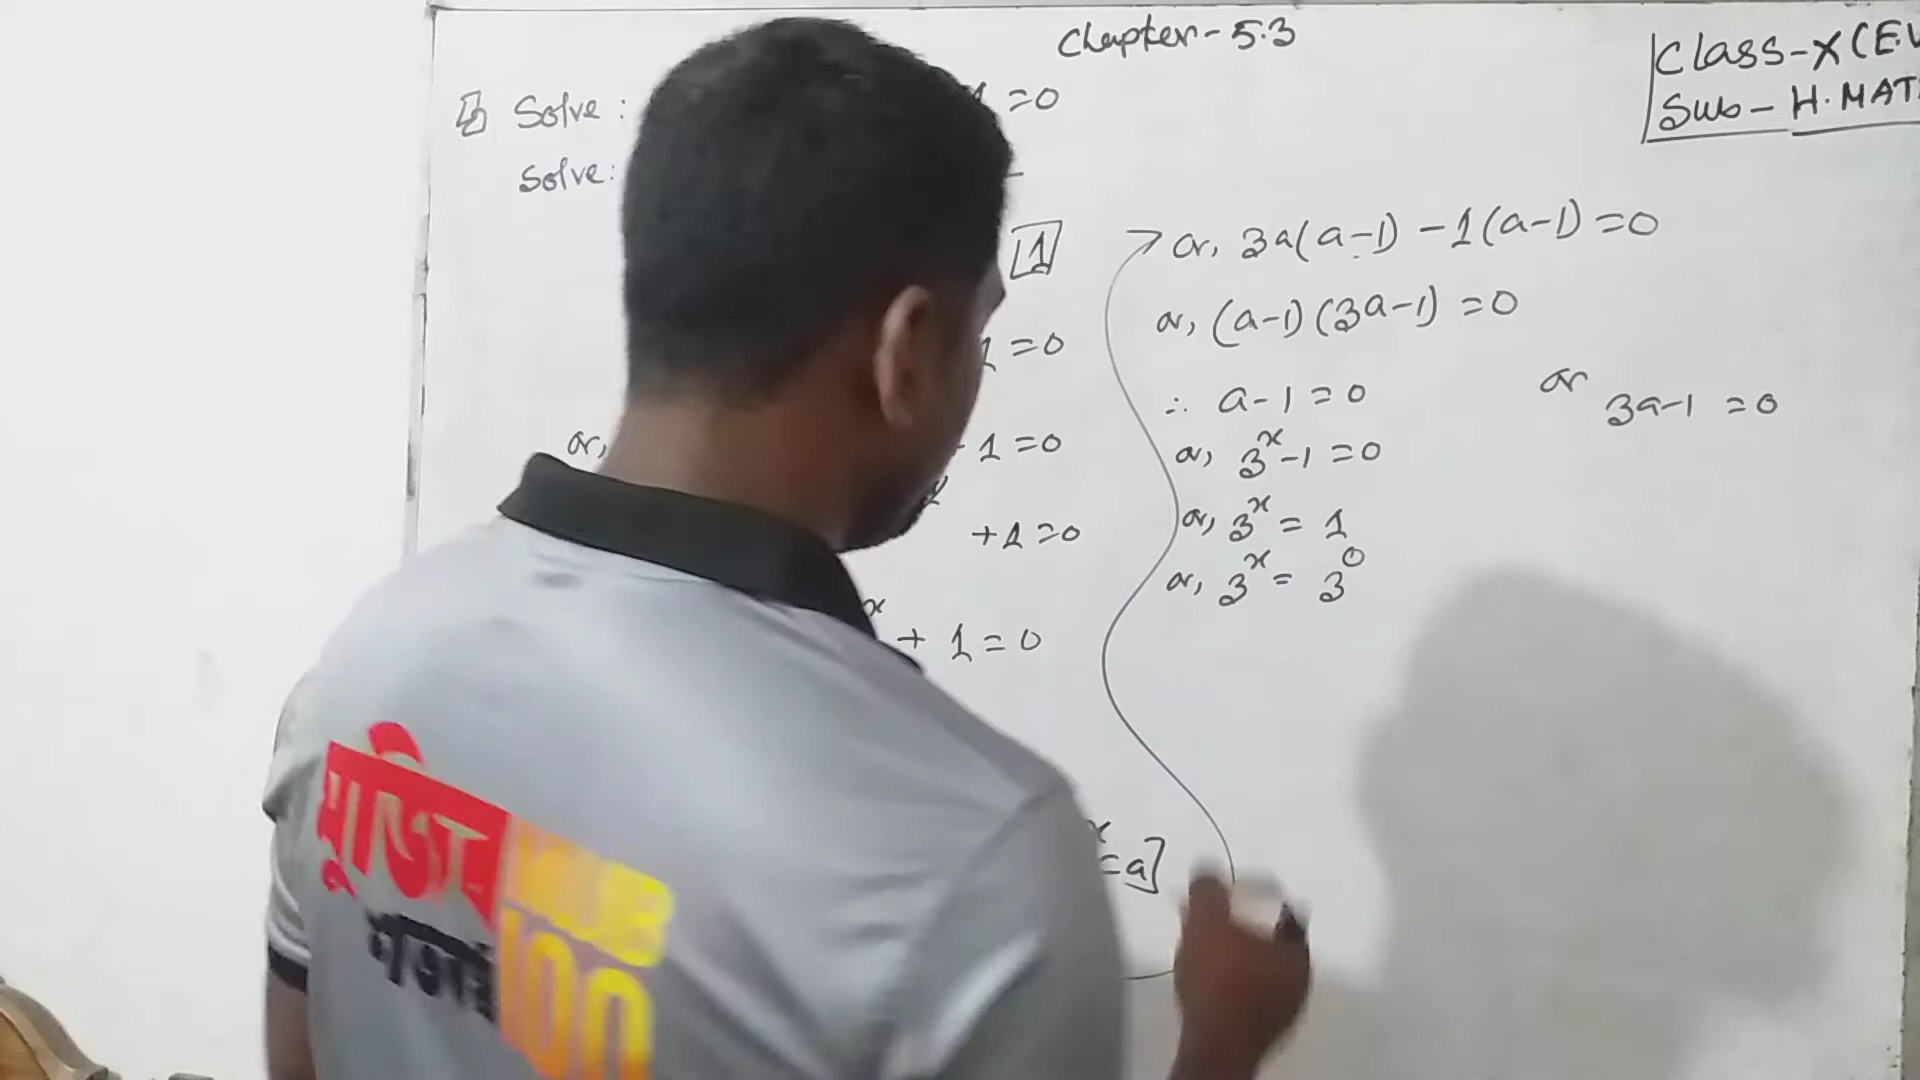 Chapter - 5.3
Class - X (E.V
Sub - H. MAT
Solve : 1 = 0
Solve :
1
1 = 0
or, - 1 = 0
+ 1 = 0
x + 1 = 0
x = a]
or, 3a(a-1) - 1(a-1) = 0
or, (a-1)(3a-1) = 0
∴ a - 1 = 0 or 3a-1 = 0
or, 3^x - 1 = 0
or, 3^x = 1
or, 3^x = 3^0
মুজিব
শতবর্ষ
100